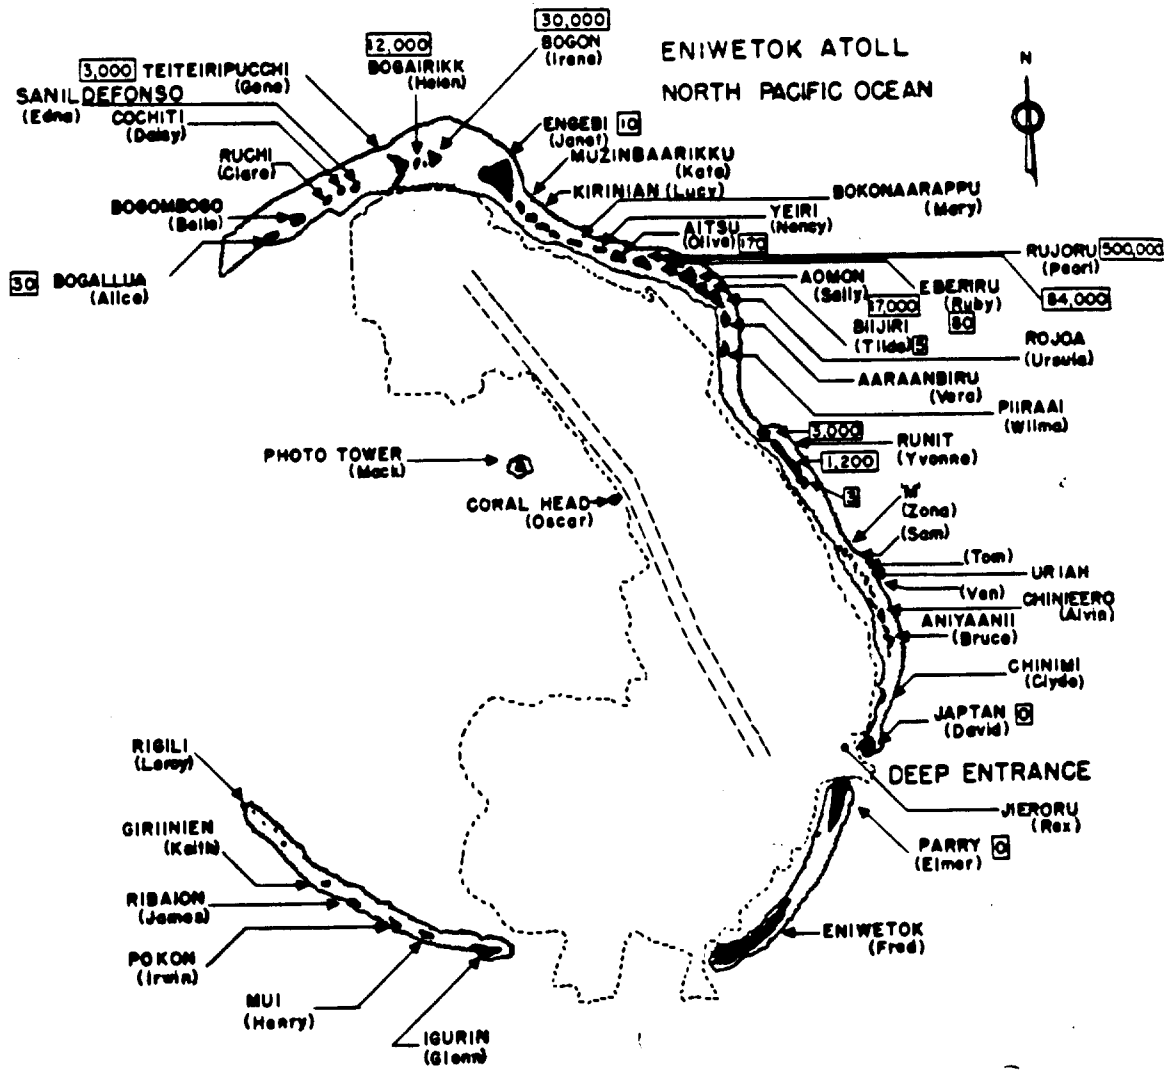 ENIWETOK ATOLL
NORTH PACIFIC OCEAN
N
30,000
BOGON
(Irene)
12,000
BOGAIRIKK
(Helen)
3,000 TEITEIRIPUCCHI
(Gene)
SANILDEFONSO
(Edna)
COCHITI
(Daisy)
RUCHI
(Clara)
BOGOMBOGO
(Belle)
30 BOGALLUA
(Alice)
ENGEBI 10
(Janet)
MUZINBAARIKKU
(Kate)
KIRINIAN (Lucy)
BOKONAARAPPU
(Mary)
YEIRI
(Nancy)
AITSU
(Olive) 170
RUJORU 500,000
(Pearl)
AOMON
(Sally)
17,000
EBERIRU
(Ruby)
80
84,000
BIIJIRI
(Tilda) 5
ROJOA
(Ursula)
AARAANBIRU
(Vera)
PIIRAAI
(Wilma)
3,000
RUNIT
(Yvonne)
1,200
3
PHOTO TOWER
(Mack)
CORAL HEAD
(Oscar)
"M"
(Zona)
(Sam)
(Tom)
URIAH
(Van)
CHINIEERO
(Alvin)
ANIYAANII
(Bruce)
CHINIMI
(Clyde)
JAPTAN 0
(David)
DEEP ENTRANCE
JIERORU
(Rex)
PARRY 0
(Elmer)
ENIWETOK
(Fred)
RIGILI
(Leroy)
GIRIINIEN
(Keith)
RIBAION
(James)
POKON
(Irwin)
MUI
(Henry)
IGURIN
(Glenn)